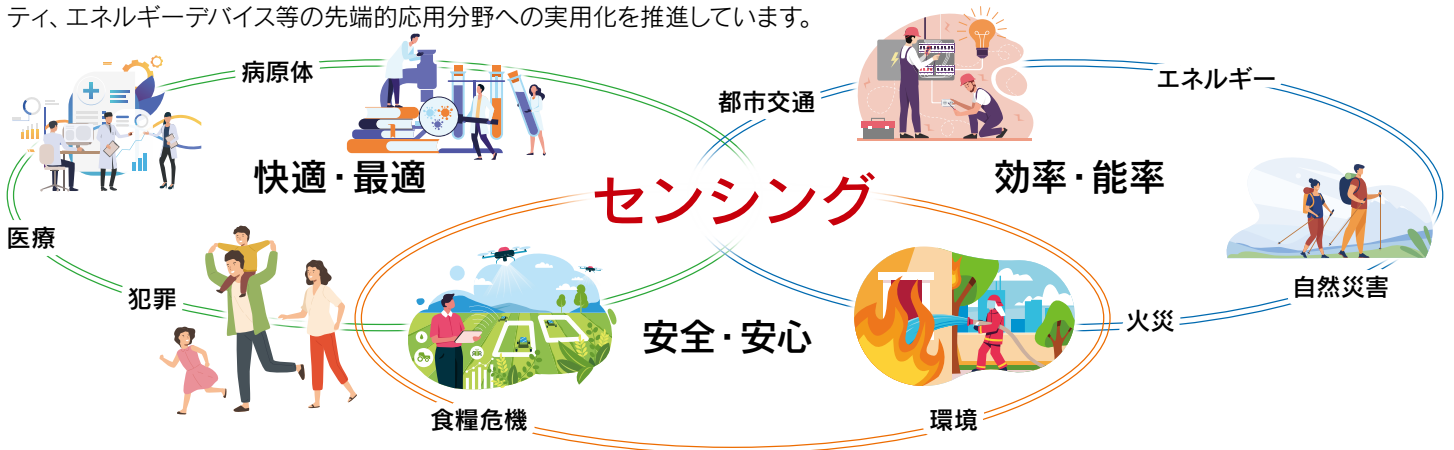 ティ、エネルギーデバイス等の先端的応用分野への実用化を推進しています。
病原体
都市交通
エネルギー
快適・最適
センシング
効率・能率
医療
犯罪
自然災害
安全・安心
火災
食糧危機
環境